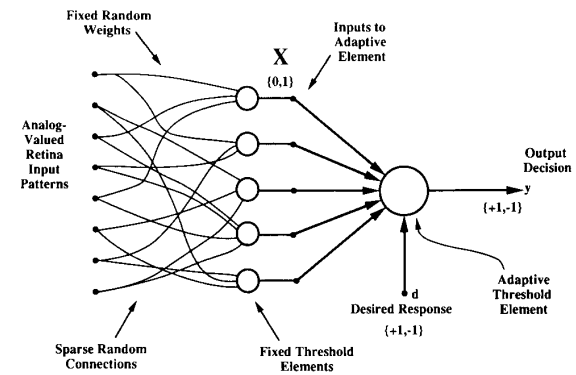 Fixed Random
Weights
X
{0,1}
Inputs to
Adaptive
Element
Analog-
Valued
Retina
Input
Patterns
Output
Decision
y
{+1,-1}
d
Desired Response
{+1,-1}
Adaptive
Threshold
Element
Sparse Random
Connections
Fixed Threshold
Elements